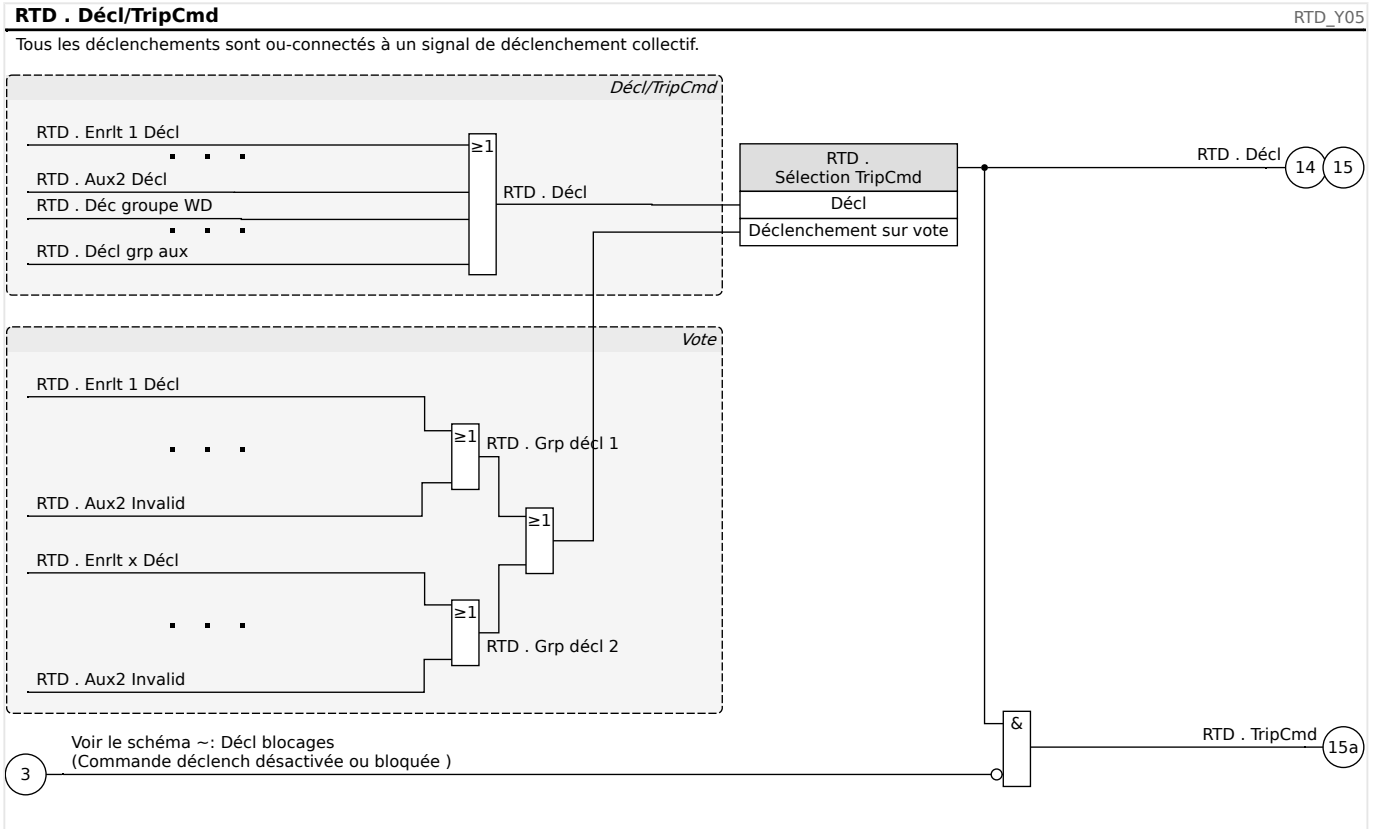 RTD . Décl/TripCmd
RTD_Y05
Tous les déclenchements sont ou-connectés à un signal de déclenchement collectif.
Décl/TripCmd
RTD . Enrlt 1 Décl
≥1
RTD . Aux2 Décl
RTD . Déc groupe WD
RTD . Décl grp aux
RTD . Décl
RTD .
Sélection TripCmd
Décl
Déclenchement sur vote
RTD . Décl
14
15
Vote
RTD . Enrlt 1 Décl
≥1
RTD . Grp décl 1
RTD . Aux2 Invalid
≥1
RTD . Enrlt x Décl
≥1
RTD . Grp décl 2
RTD . Aux2 Invalid
&
RTD . TripCmd
15a
Voir le schéma ~: Décl blocages
(Commande déclench désactivée ou bloquée )
3